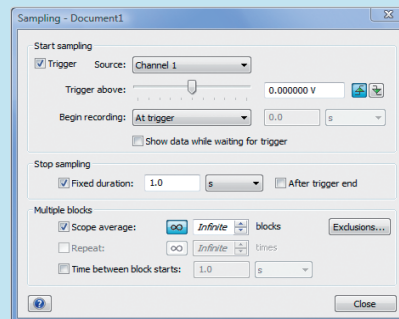 Sampling - Document1
Start sampling
Trigger Source: Channel 1
Trigger above: 0.000000 V
Begin recording: At trigger 0.0 s
Show data while waiting for trigger
Stop sampling
Fixed duration: 1.0 s After trigger end
Multiple blocks
Scope average: ∞ Infinite blocks Exclusions...
Repeat: ∞ Infinite times
Time between block starts: 1.0 s
? Close